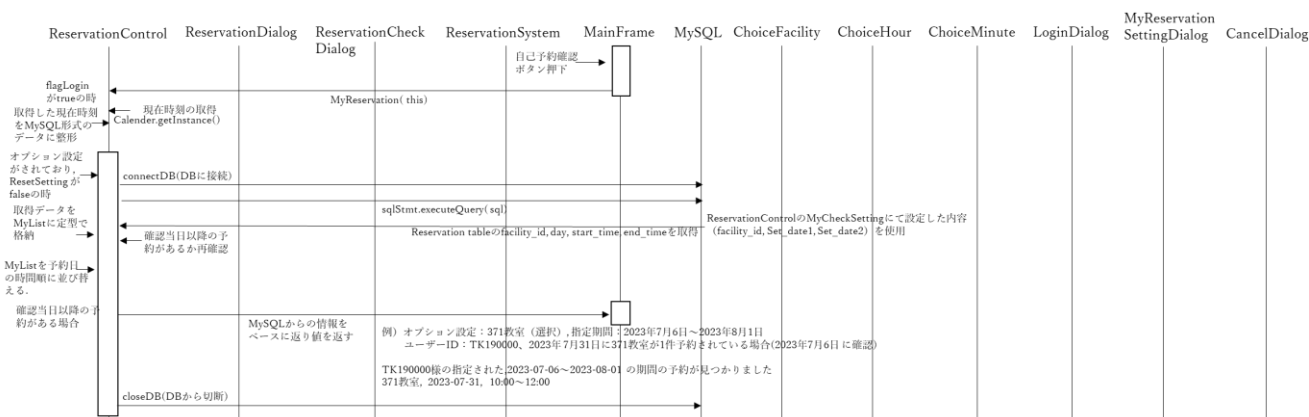 ReservationControl
ReservationDialog
ReservationCheck
Dialog
ReservationSystem
MainFrame
MySQL
ChoiceFacility
ChoiceHour
ChoiceMinute
LoginDialog
MyReservation
SettingDialog
CancelDialog
自己予約確認
ボタン押下
flagLogin
がtrueの時
MyReservation( this)
現在時刻の取得
Calender.getInstance()
取得した現在時刻
をMySQL形式の
データに整形
オプション設定
がされており,
ResetSetting が
falseの時
connectDB(DBに接続)
sqlStmt.executeQuery( sql)
取得データを
MyListに定型で
格納
ReservationControlのMyCheckSettingにて設定した内容
（facility_id, Set_date1, Set_date2）を使用
Reservation tableのfacility_id, day, start_time, end_timeを取得
確認当日以降の予
約があるか再確認
MyListを予約日
の時間順に並び替
える.
確認当日以降の予
約がある場合
MySQLからの情報を
ベースに返り値を返す
例）オプション設定：371教室（選択）, 指定期間：2023年7月6日～2023年8月1日
ユーザーID：TK190000、2023年7月31日に371教室が1件予約されている場合(2023年7月6日 に確認)
TK190000様の指定された,2023-07-06～2023-08-01 の期間の予約が見つかりました
371教室, 2023-07-31, 10:00～12:00
closeDB(DBから切断)